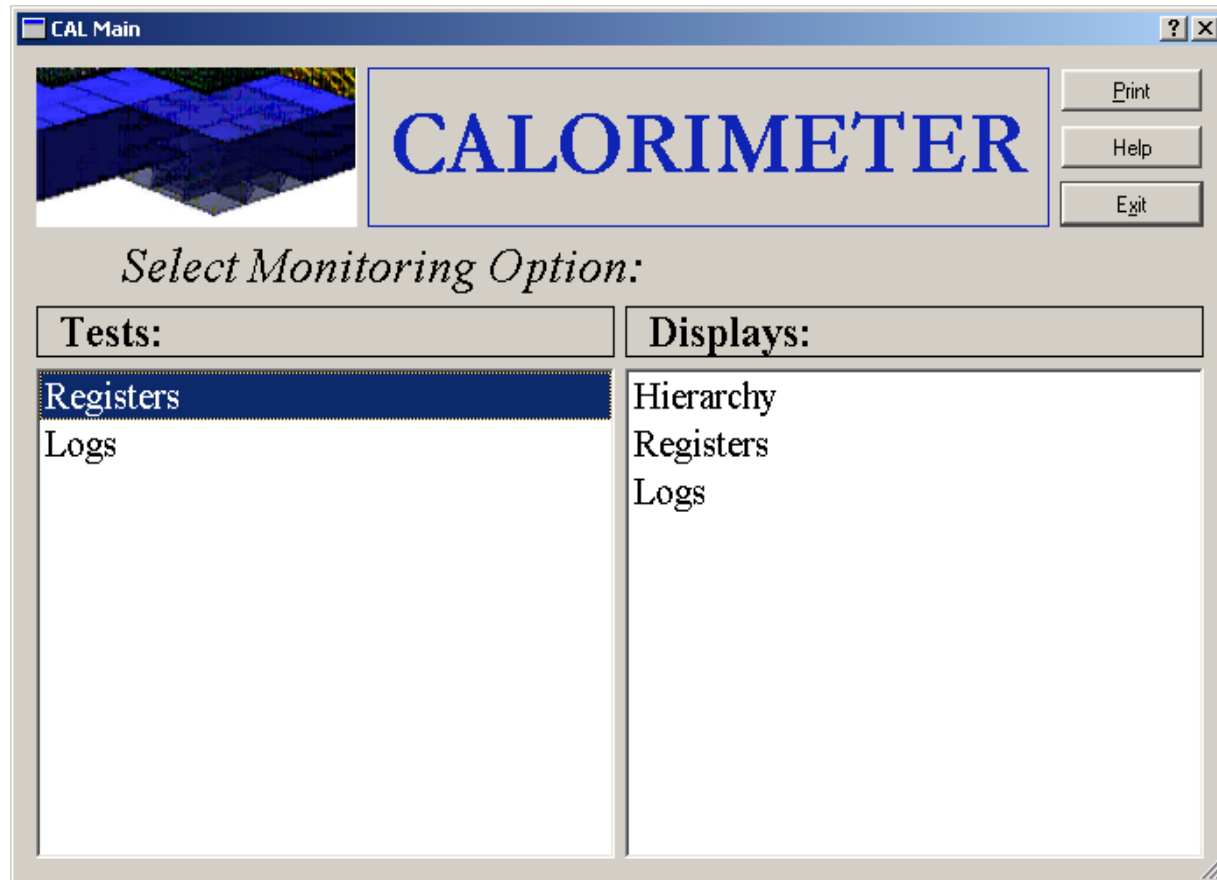 CAL Main
CALORIMETER
Print
Help
Exit
Select Monitoring Option:
Tests:
Registers
Logs
Displays:
Hierarchy
Registers
Logs